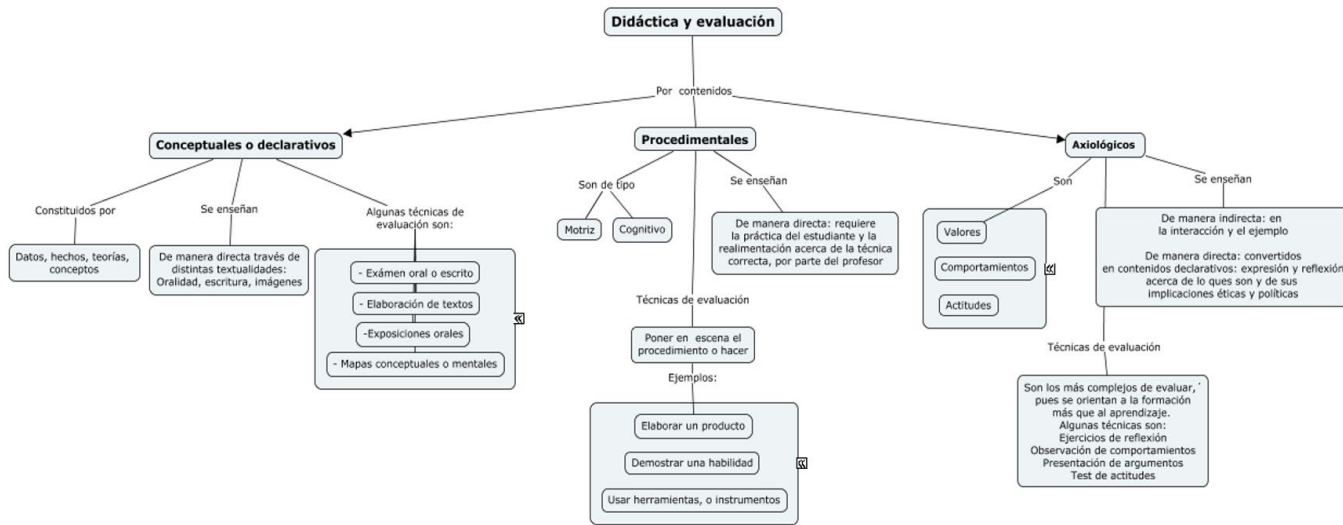 Didáctica y evaluación
Por contenidos
Conceptuales o declarativos
Constituidos por
Datos, hechos, teorías,
conceptos
Se enseñan
De manera directa través de
distintas textualidades:
Oralidad, escritura, imágenes
Algunas técnicas de
evaluación son:
- Exámen oral o escrito
- Elaboración de textos
-Exposiciones orales
- Mapas conceptuales o mentales
Procedimentales
Son de tipo
Motriz
Cognitivo
Se enseñan
De manera directa: requiere
la práctica del estudiante y la
realimentación acerca de la técnica
correcta, por parte del profesor
Técnicas de evaluación
Poner en escena el
procedimiento o hacer
Ejemplos:
Elaborar un producto
Demostrar una habilidad
Usar herramientas, o instrumentos
Axiológicos
Son
Valores
Comportamientos
Actitudes
Se enseñan
De manera indirecta: en
la interacción y el ejemplo
De manera directa: convertidos
en contenidos declarativos: expresión y reflexión
acerca de lo ques son y de sus
implicaciones éticas y políticas
Técnicas de evaluación
Son los más complejos de evaluar,´
pues se orientan a la formación
más que al aprendizaje.
Algunas técnicas son:
Ejercicios de reflexión
Observación de comportamientos
Presentación de argumentos
Test de actitudes